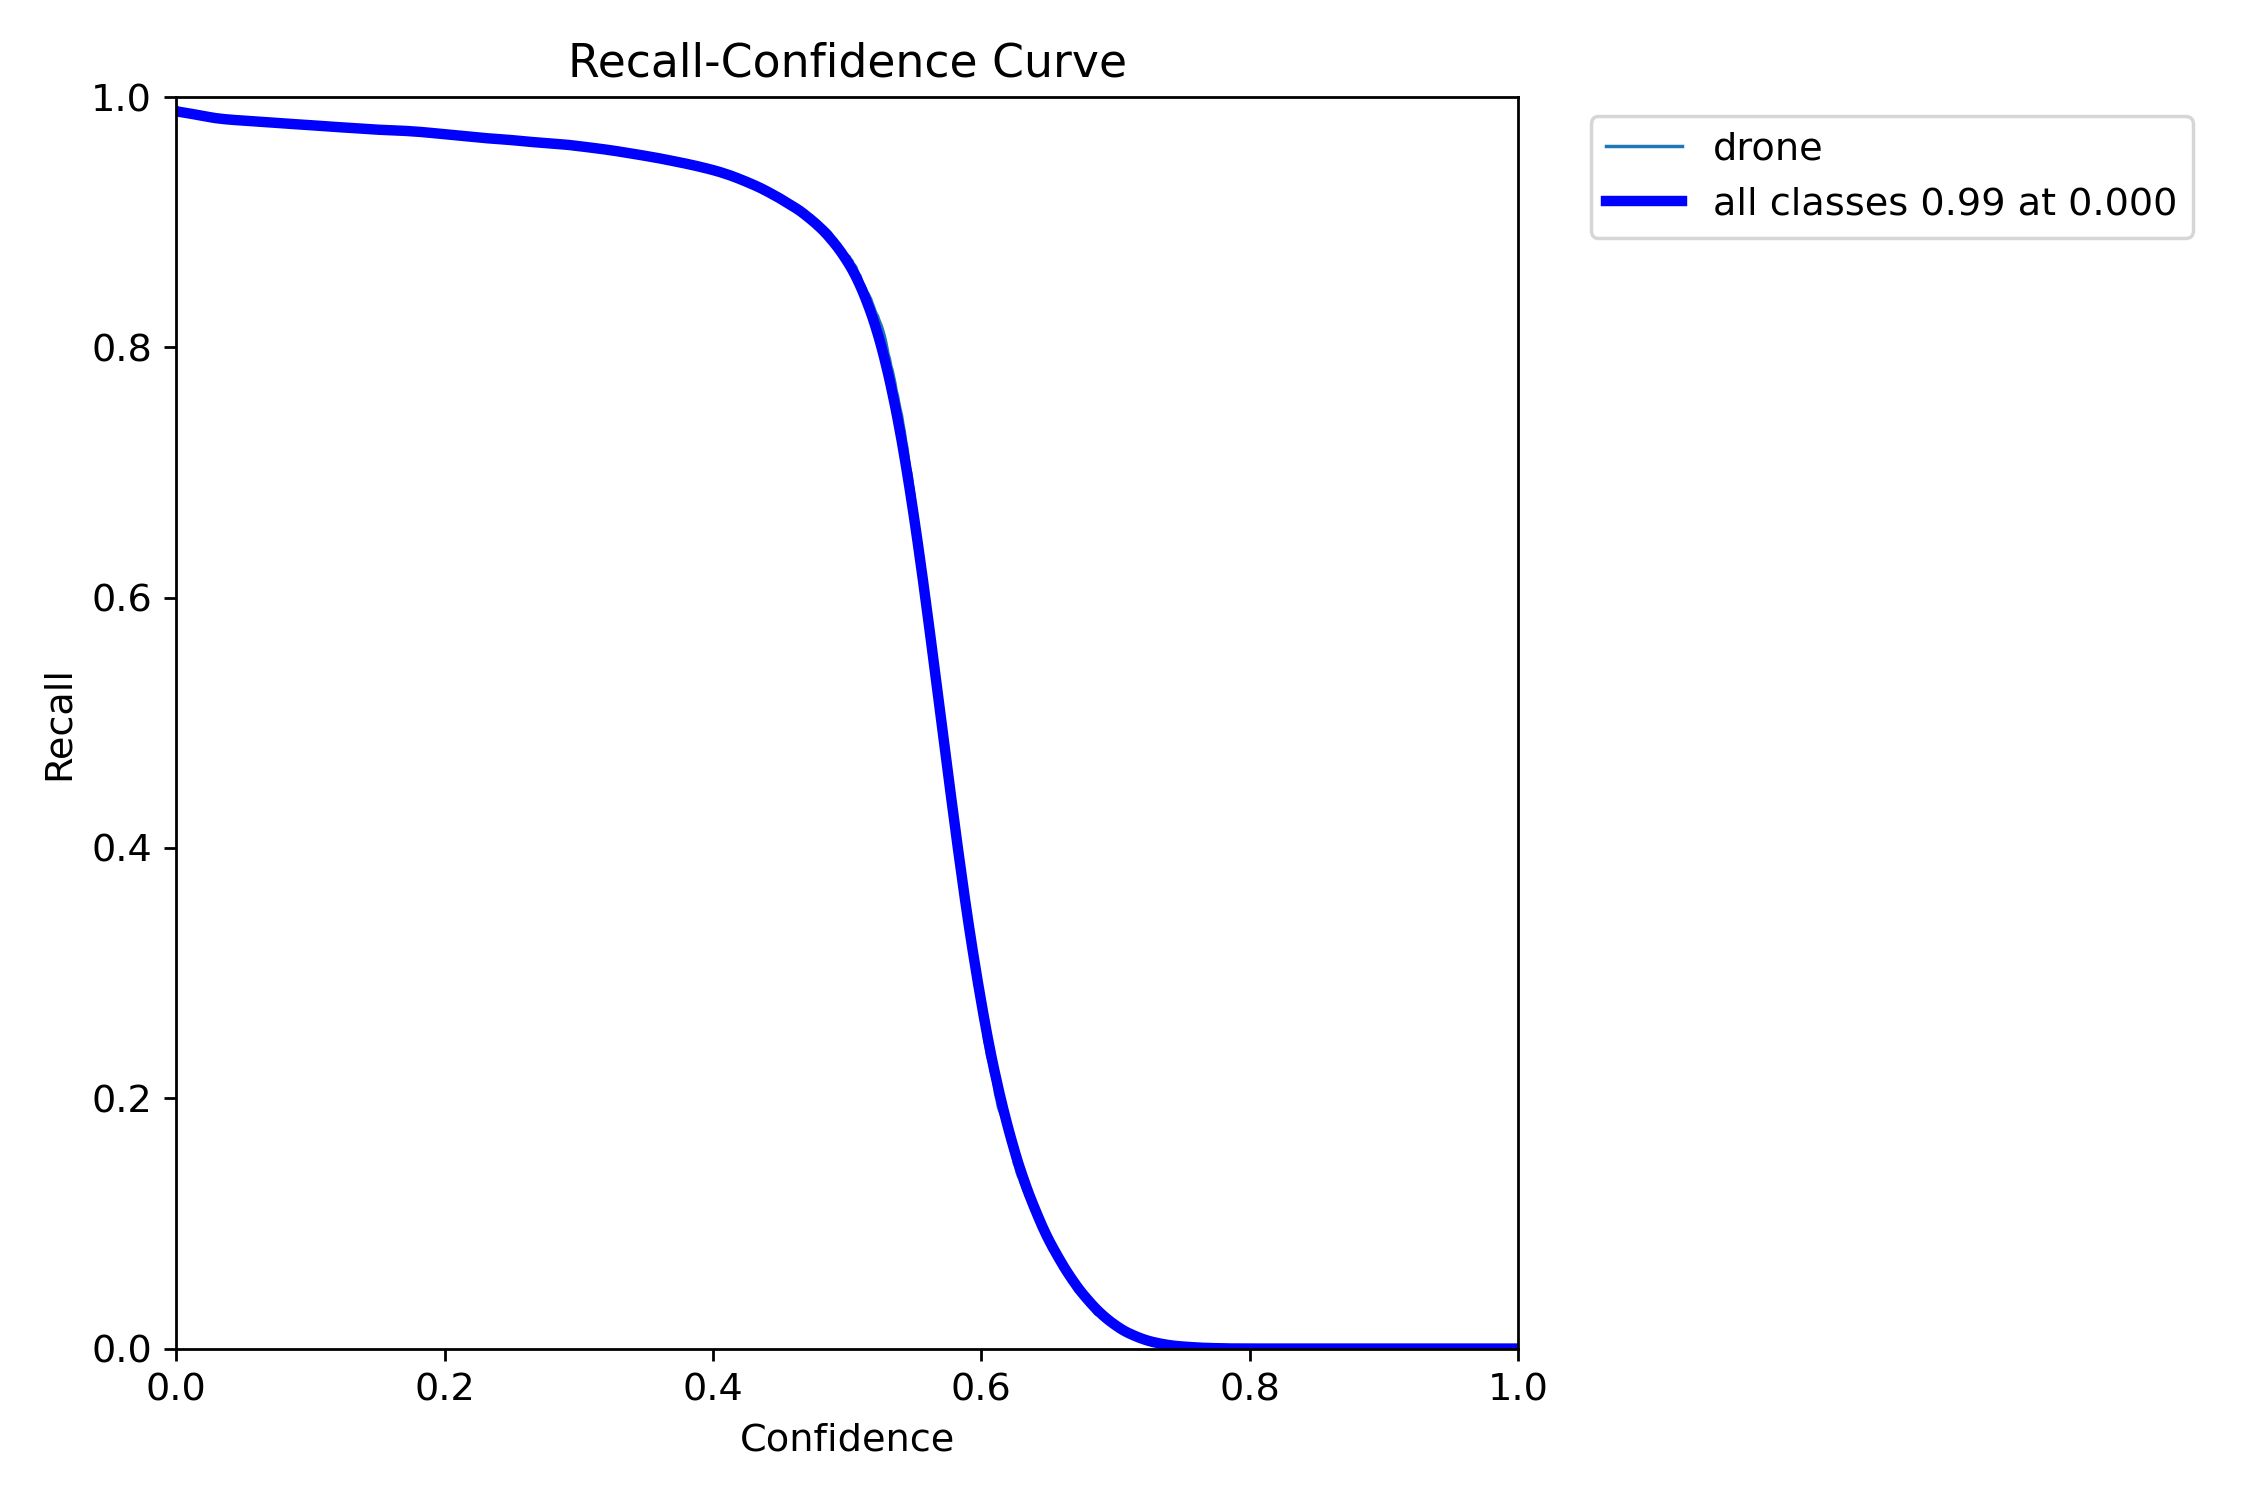 Recall-Confidence Curve
drone
all classes 0.99 at 0.000
1.0
0.8
0.6
0.4
0.2
0.0
Recall
0.0 0.2 0.4 0.6 0.8 1.0
Confidence